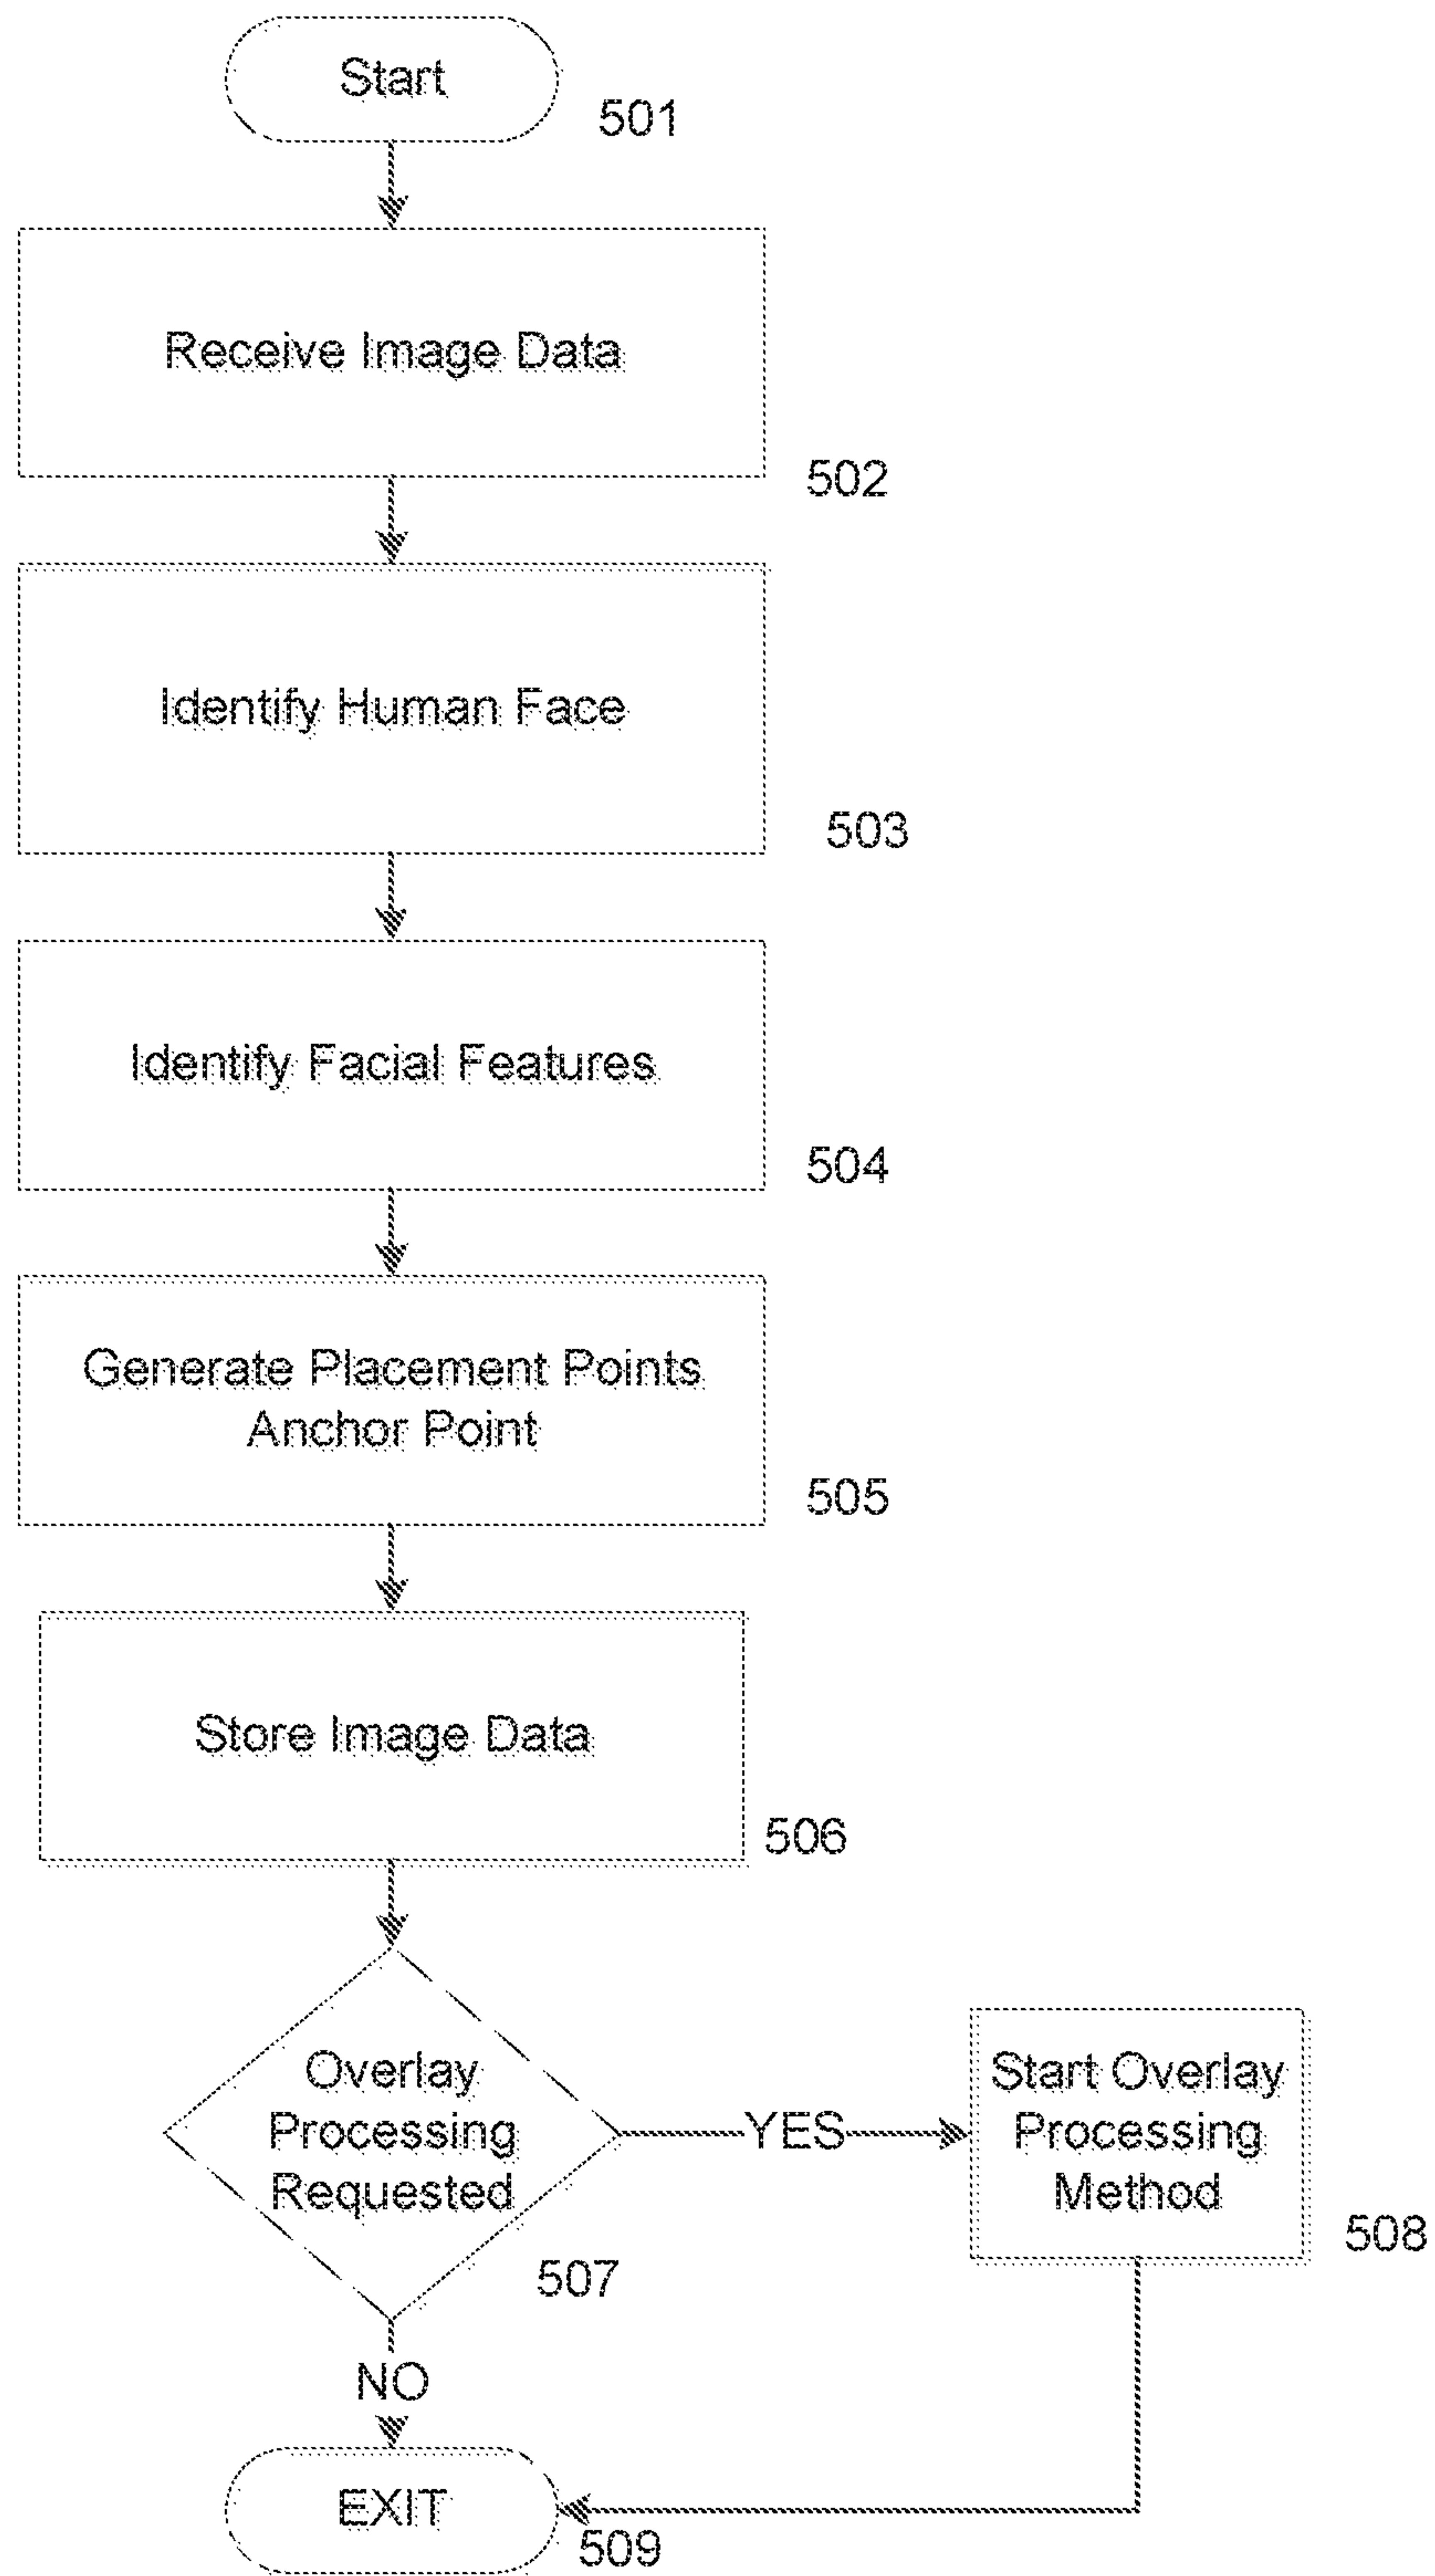 Start
501
Receive Image Data
502
Identify Human Face
503
Identify Facial Features
504
Generate Placement Points
Anchor Point
505
Store Image Data
506
Overlay
Processing
Requested
507
YES
Start Overlay
Processing
Method
508
NO
EXIT
509